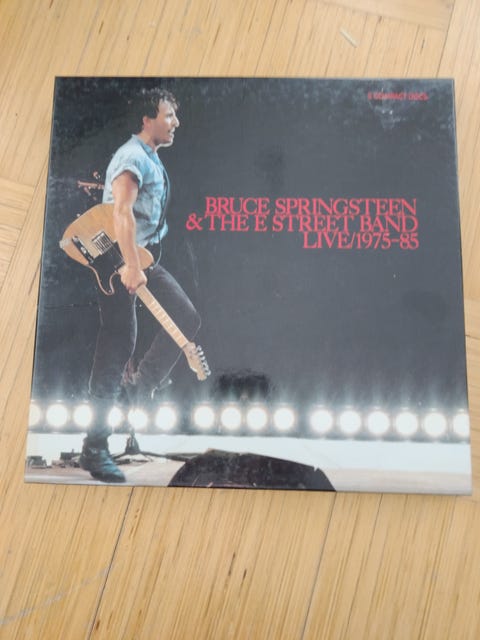 3 COMPACT DISCS
BRUCE SPRINGSTEEN
& THE E STREET BAND
LIVE/1975-85